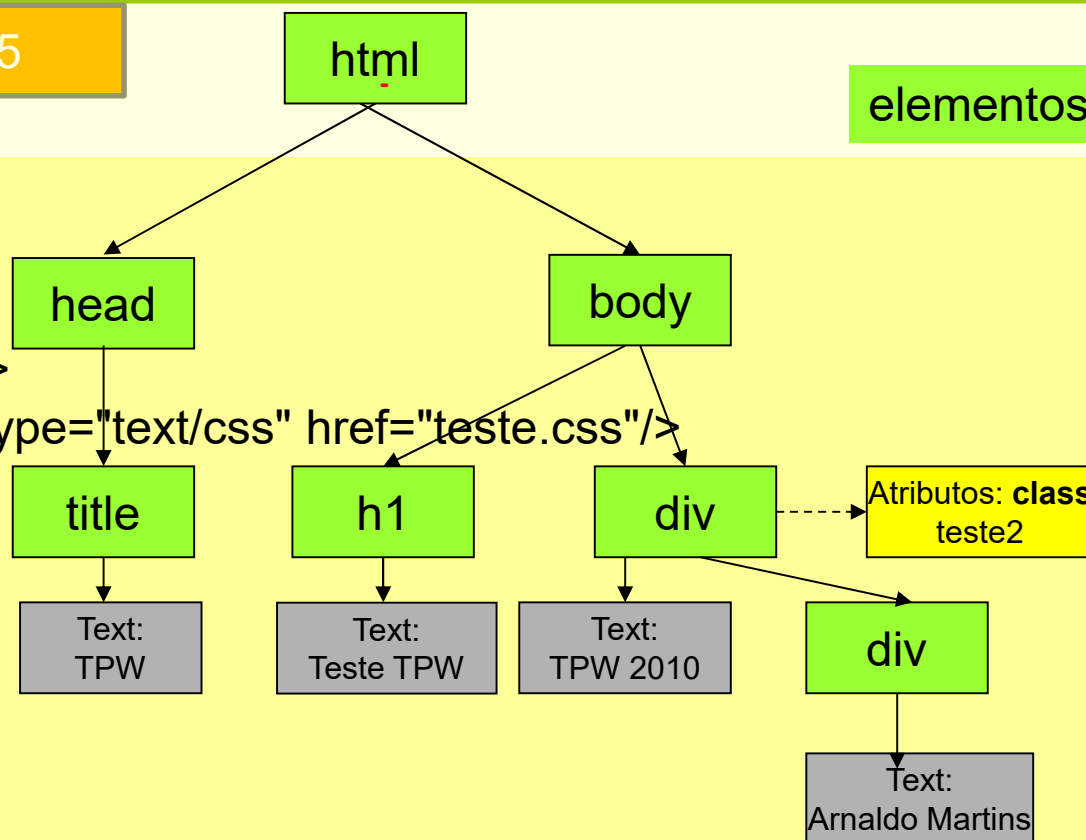 5
html
elementos
head
body
>
ype="text/css" href="teste.css"/>
title
h1
div
Atributos: class
teste2
Text:
TPW
Text:
Teste TPW
Text:
TPW 2010
div
Text:
Arnaldo Martins